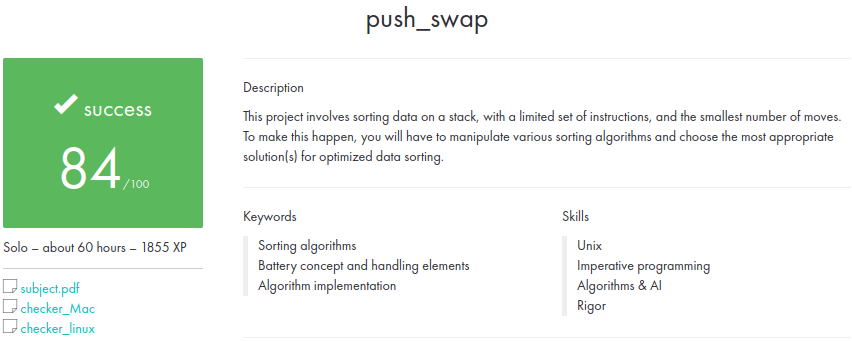 push_swap
success
84/100
Solo – about 60 hours – 1855 XP
subject.pdf
checker_Mac
checker_linux
Description
This project involves sorting data on a stack, with a limited set of instructions, and the smallest number of moves.
To make this happen, you will have to manipulate various sorting algorithms and choose the most appropriate
solution(s) for optimized data sorting.
Keywords
Sorting algorithms
Battery concept and handling elements
Algorithm implementation
Skills
Unix
Imperative programming
Algorithms & AI
Rigor